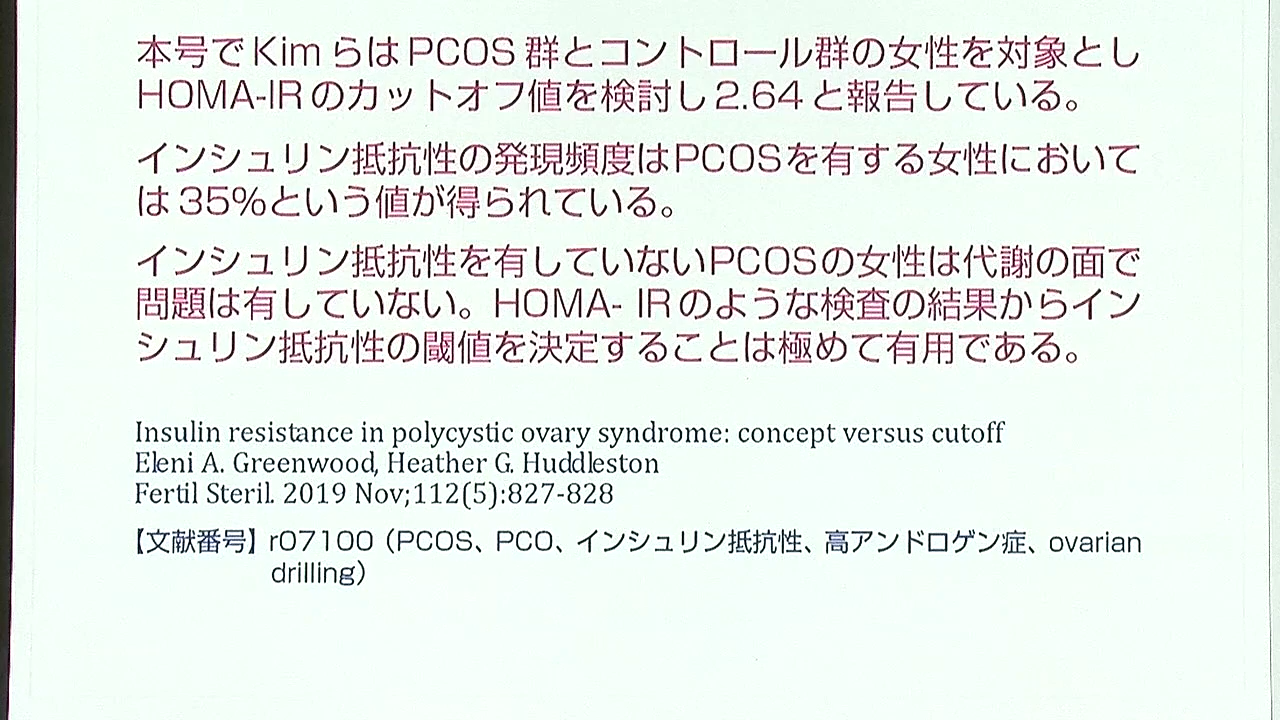 本号でKimらはPCOS 群とコントロール群の女性を対象とし
HOMA-IRのカットオフ値を検討し2.64と報告している。
インシュリン抵抗性の発現頻度はPCOSを有する女性において
は35%という値が得られている。
インシュリン抵抗性を有していないPCOSの女性は代謝の面で
問題は有していない。HOMA- IRのような検査の結果からイン
シュリン抵抗性の閾値を決定することは極めて有用である。
Insulin resistance in polycystic ovary syndrome: concept versus cutoff
Eleni A. Greenwood, Heather G. Huddleston
Fertil Steril. 2019 Nov;112(5):827-828
【文献番号】r07100（PCOS、PCO、インシュリン抵抗性、高アンドロゲン症、ovarian
drilling）